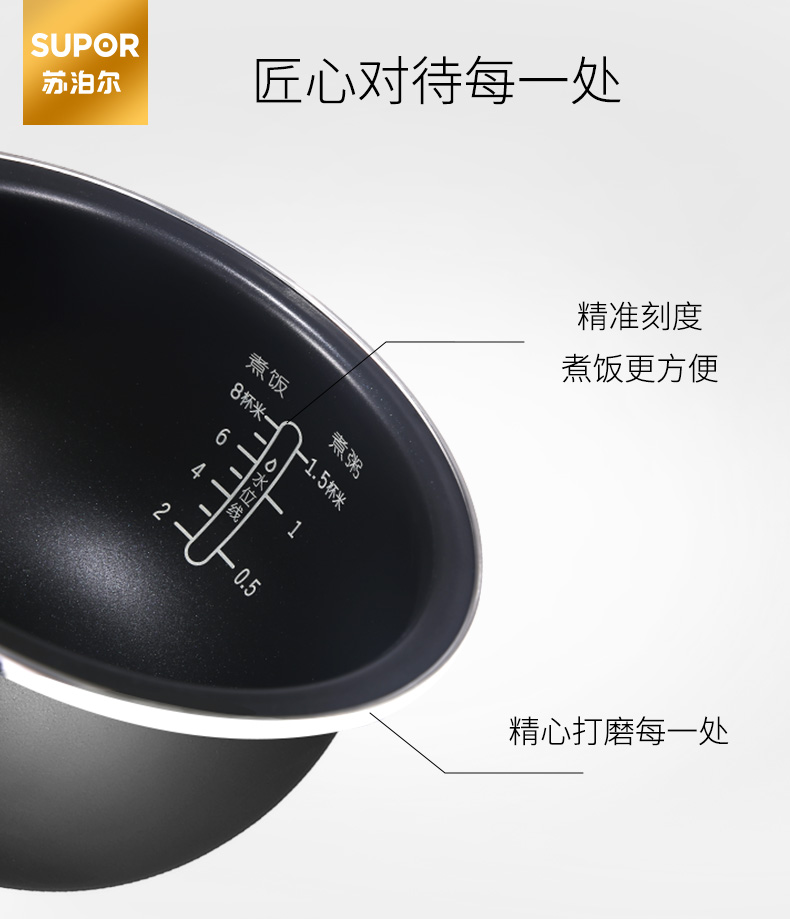 SUPOR
苏泊尔
匠心对待每一处
精准刻度
煮饭更方便
煮饭
8杯米
6
4
2
水位线
煮粥
1.5杯米
1
0.5
精心打磨每一处